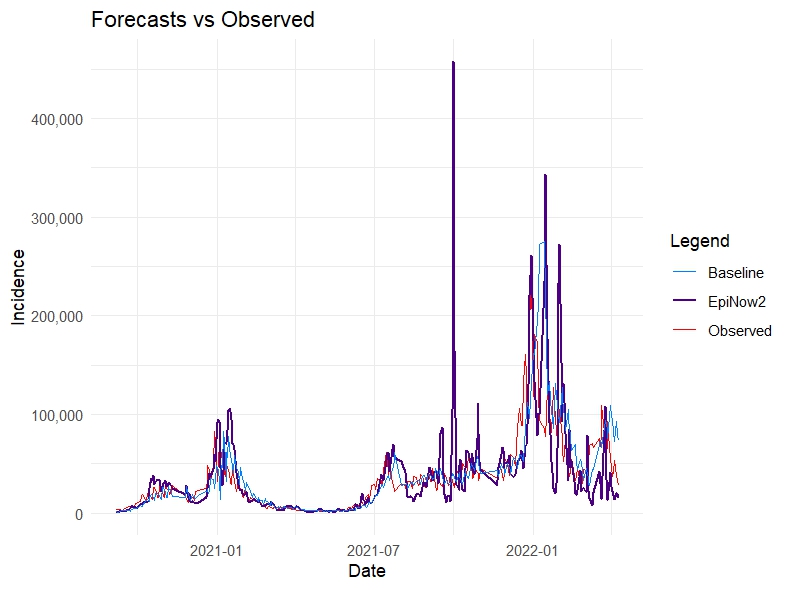 Forecasts vs Observed
400,000
300,000
200,000
100,000
0
Incidence
2021-01
2021-07
2022-01
Date
Legend
Baseline
EpiNow2
Observed